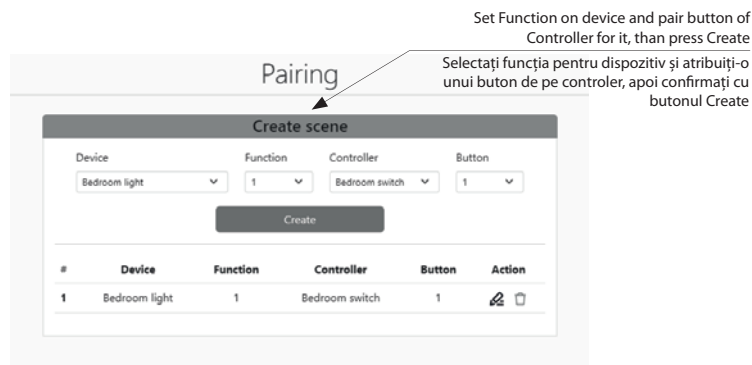 Set Function on device and pair button of
Controller for it, than press Create
Selectați funcția pentru dispozitiv și atribuiți-o
unui buton de pe controler, apoi confirmați cu
butonul Create
Pairing
Create scene
Device Function Controller Button
Bedroom light 1 Bedroom switch 1
Create
# Device Function Controller Button Action
1 Bedroom light 1 Bedroom switch 1